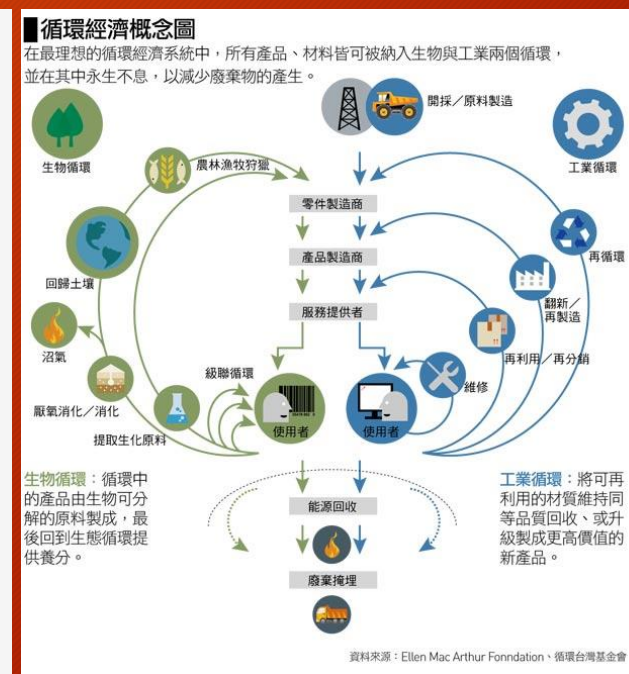 循環經濟概念圖
在最理想的循環經濟系統中，所有產品、材料皆可被納入生物與工業兩個循環，
並在其中永生不息，以減少廢棄物的產生。
開採／原料製造
生物循環
工業循環
農林漁牧狩獵
零件製造商
產品製造商
服務提供者
回歸土壤
再循環
翻新／
再製造
沼氣
再利用／再分銷
級聯循環
維修
厭氧消化／消化
提取生化原料
使用者
使用者
生物循環：循環中
的產品由生物可分
解的原料製成，最
後回到生態循環提
供養分。
工業循環：將可再
利用的材質維持同
等品質回收、或升
級製成更高價值的
新產品。
能源回收
廢棄掩埋
資料來源：Ellen Mac Arthur Fonndation、循環台灣基金會